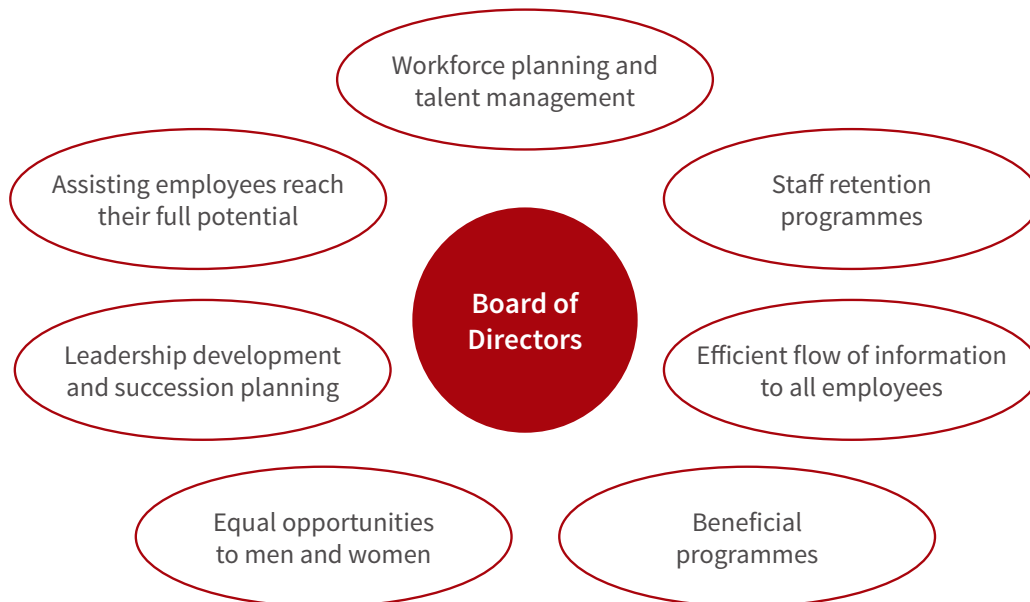 Workforce planning and
talent management
Assisting employees reach
their full potential
Staff retention
programmes
Board of
Directors
Leadership development
and succession planning
Efficient flow of information
to all employees
Equal opportunities
to men and women
Beneficial
programmes